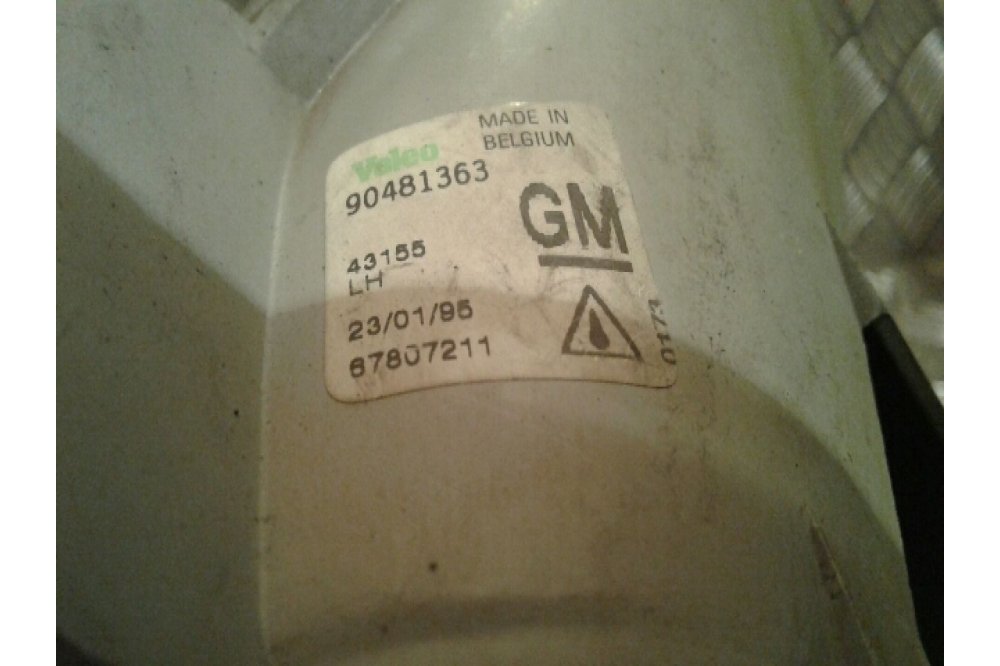 MADE IN
BELGIUM
Valeo
90481363
GM
43155
LH
23/01/95
67807211